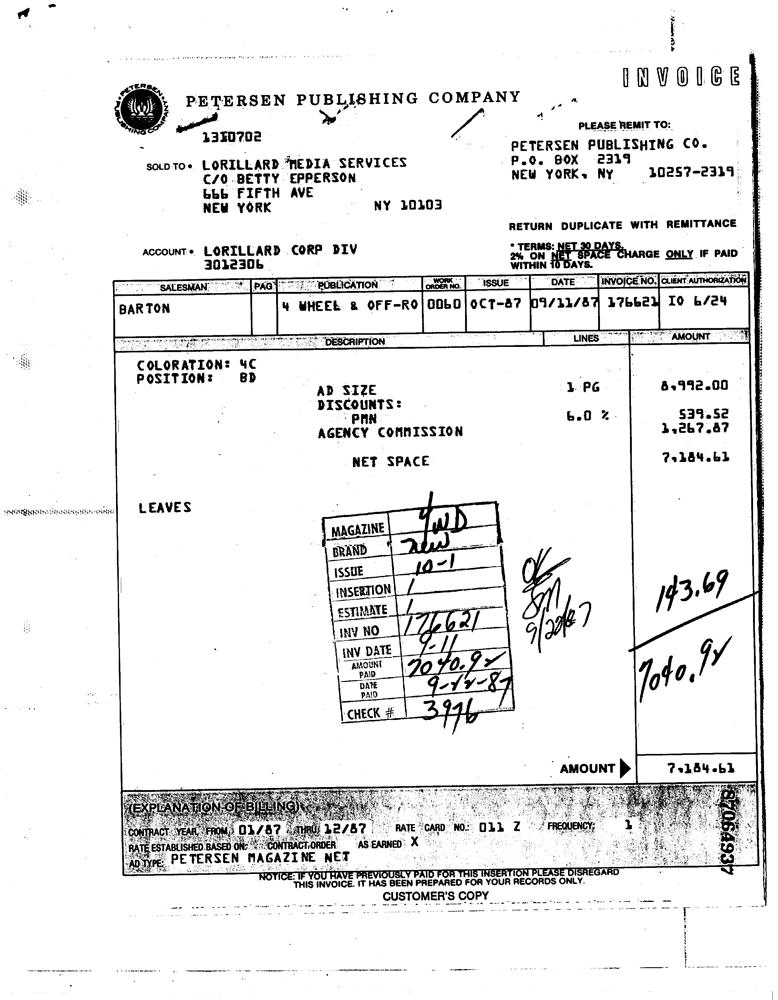 INVOICE
PETERSEN PUBLISHING COMPANY
PETERSEN PUBLISHING COMPANY
1310702
PLEASE REMIT TO:
PETERSEN PUBLISHING CO.
P.O. BOX 2319
NEW YORK, NY 10257-2319
SOLD TO • LORILLARD MEDIA SERVICES
C/O BETTY EPPERSON
666 FIFTH AVE
NEW YORK NY 10103
RETURN DUPLICATE WITH REMITTANCE
ACCOUNT • LORILLARD CORP DIV
3012306
* TERMS: NET 30 DAYS.
2% ON NET SPACE CHARGE ONLY IF PAID
WITHIN 10 DAYS.
SALESMAN PAG PUBLICATION WORK ORDER NO. ISSUE DATE INVOICE NO. CLIENT AUTHORIZATION
BARTON 4 WHEEL & OFF-RO 0060 OCT-87 09/11/87 176621 IO 6/24
DESCRIPTION LINES AMOUNT
COLORATION: 4C
POSITION: BD
AD SIZE 1 PG 8,992.00
DISCOUNTS:
PMN 6.0 % 539.52
AGENCY COMMISSION 1,267.87
NET SPACE 7,184.61
LEAVES
MAGAZINE 4WD
BRAND new
ISSUE 10-1
INSERTION 1
ESTIMATE 1
INV NO 176621
INV DATE 9-11
AMOUNT PAID 7040.92
DATE PAID 9-22-87
CHECK # 3976
OK
9/22/87
143.69
7040.92
AMOUNT 7,184.61
(EXPLANATION OF BILLING)
CONTRACT YEAR, FROM 01/87 THRU 12/87 RATE CARD NO: 011 Z FREQUENCY: 1
RATE ESTABLISHED BASED ON: CONTRACT ORDER AS EARNED X
AD TYPE: PETERSEN MAGAZINE NET
87064937
NOTICE: IF YOU HAVE PREVIOUSLY PAID FOR THIS INSERTION PLEASE DISREGARD
THIS INVOICE. IT HAS BEEN PREPARED FOR YOUR RECORDS ONLY.
CUSTOMER'S COPY